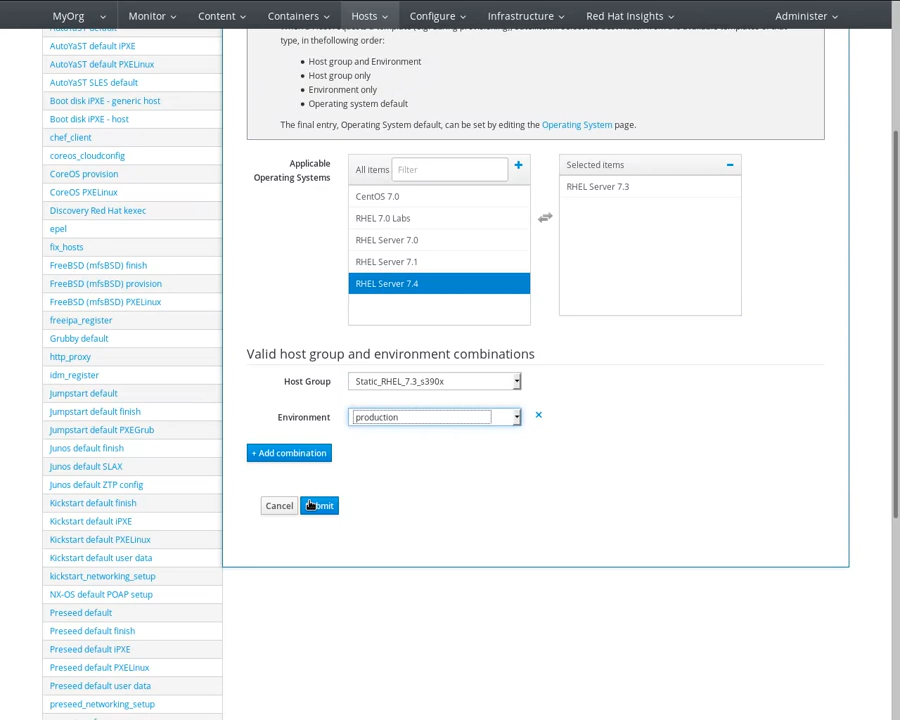 MyOrg
Monitor
Content
Containers
Hosts
Configure
Infrastructure
Red Hat Insights
Administer
AutoYaST default iPXE
AutoYaST default PXELinux
AutoYaST SLES default
Boot disk iPXE - generic host
Boot disk iPXE - host
chef_client
coreos_cloudconfig
CoreOS provision
CoreOS PXELinux
Discovery Red Hat kexec
epel
fix_hosts
FreeBSD (mfsBSD) finish
FreeBSD (mfsBSD) provision
FreeBSD (mfsBSD) PXELinux
freeipa_register
Grubby default
http_proxy
idm_register
Jumpstart default
Jumpstart default finish
Jumpstart default PXEGrub
Junos default finish
Junos default SLAX
Junos default ZTP config
Kickstart default finish
Kickstart default iPXE
Kickstart default PXELinux
Kickstart default user data
kickstart_networking_setup
NX-OS default POAP setup
Preseed default
Preseed default finish
Preseed default iPXE
Preseed default PXELinux
Preseed default user data
preseed_networking_setup
type, in thefollowing order:
Host group and Environment
Host group only
Environment only
Operating system default
The final entry, Operating System default, can be set by editing the Operating System page.
Applicable
Operating Systems
All items Filter
CentOS 7.0
RHEL 7.0 Labs
RHEL Server 7.0
RHEL Server 7.1
RHEL Server 7.4
Selected items
RHEL Server 7.3
Valid host group and environment combinations
Host Group Static_RHEL_7.3_s390x
Environment production
+ Add combination
Cancel